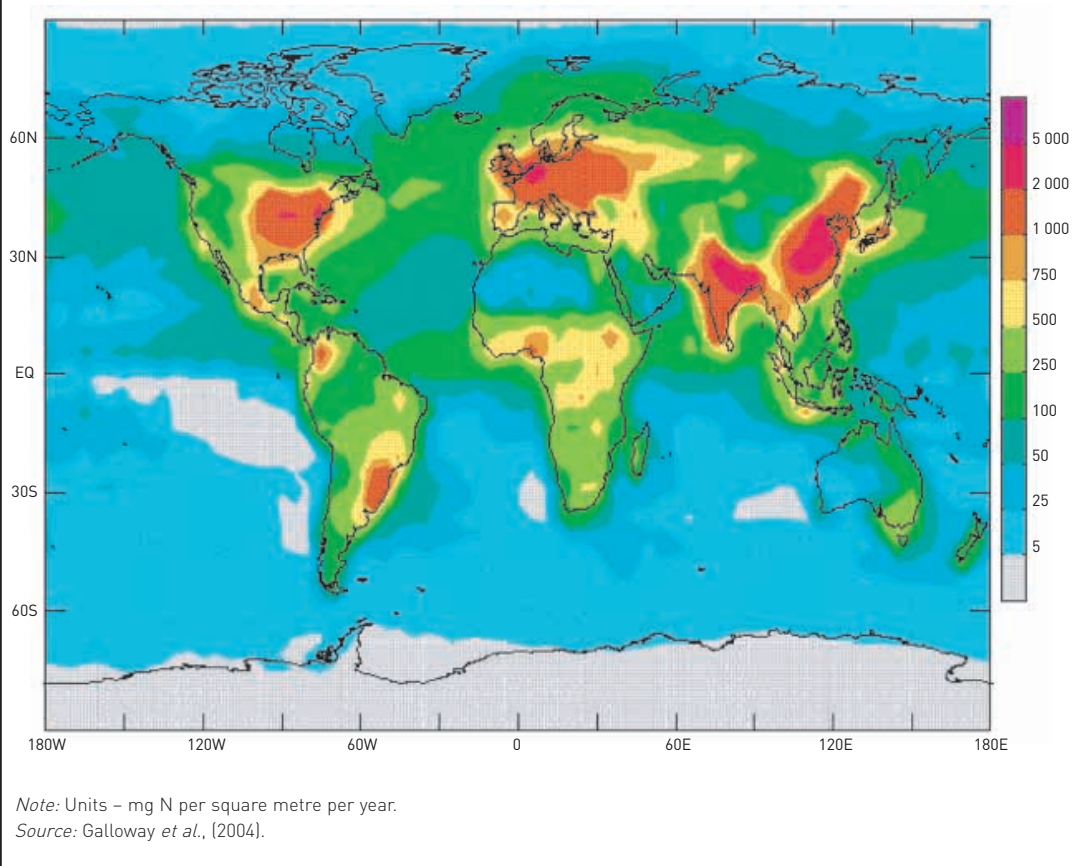 5 000
60N
2 000
1 000
30N
750
500
EQ
250
100
50
30S
25
5
60S
180W
120W
60W
0
60E
120E
180E
Note: Units – mg N per square metre per year.
Source: Galloway et al., (2004).